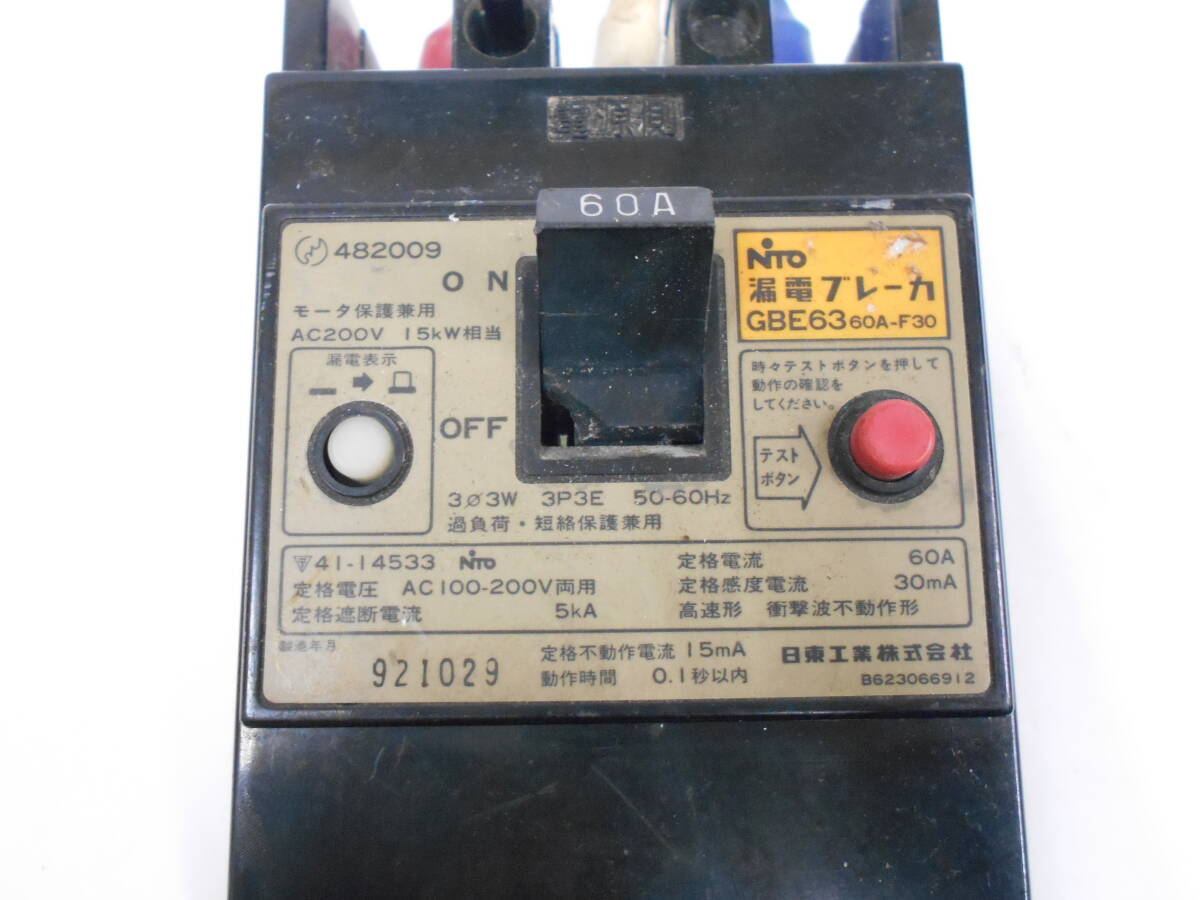 電源側
60A
482009
ON
モータ保護兼用
AC200V 15kW相当
漏電表示
OFF
NITO
漏電ブレーカ
GBE63 60A-F30
時々テストボタンを押して
動作の確認を
してください。
テスト
ボタン
3ø3W 3P3E 50-60Hz
過負荷・短絡保護兼用
41-14533 NITO
定格電圧 AC100-200V両用
定格遮断電流 5kA
定格電流 60A
定格感度電流 30mA
高速形 衝撃波不動作形
製造年月
921029
定格不動作電流 15mA
動作時間 0.1秒以内
日東工業株式会社
B623066912